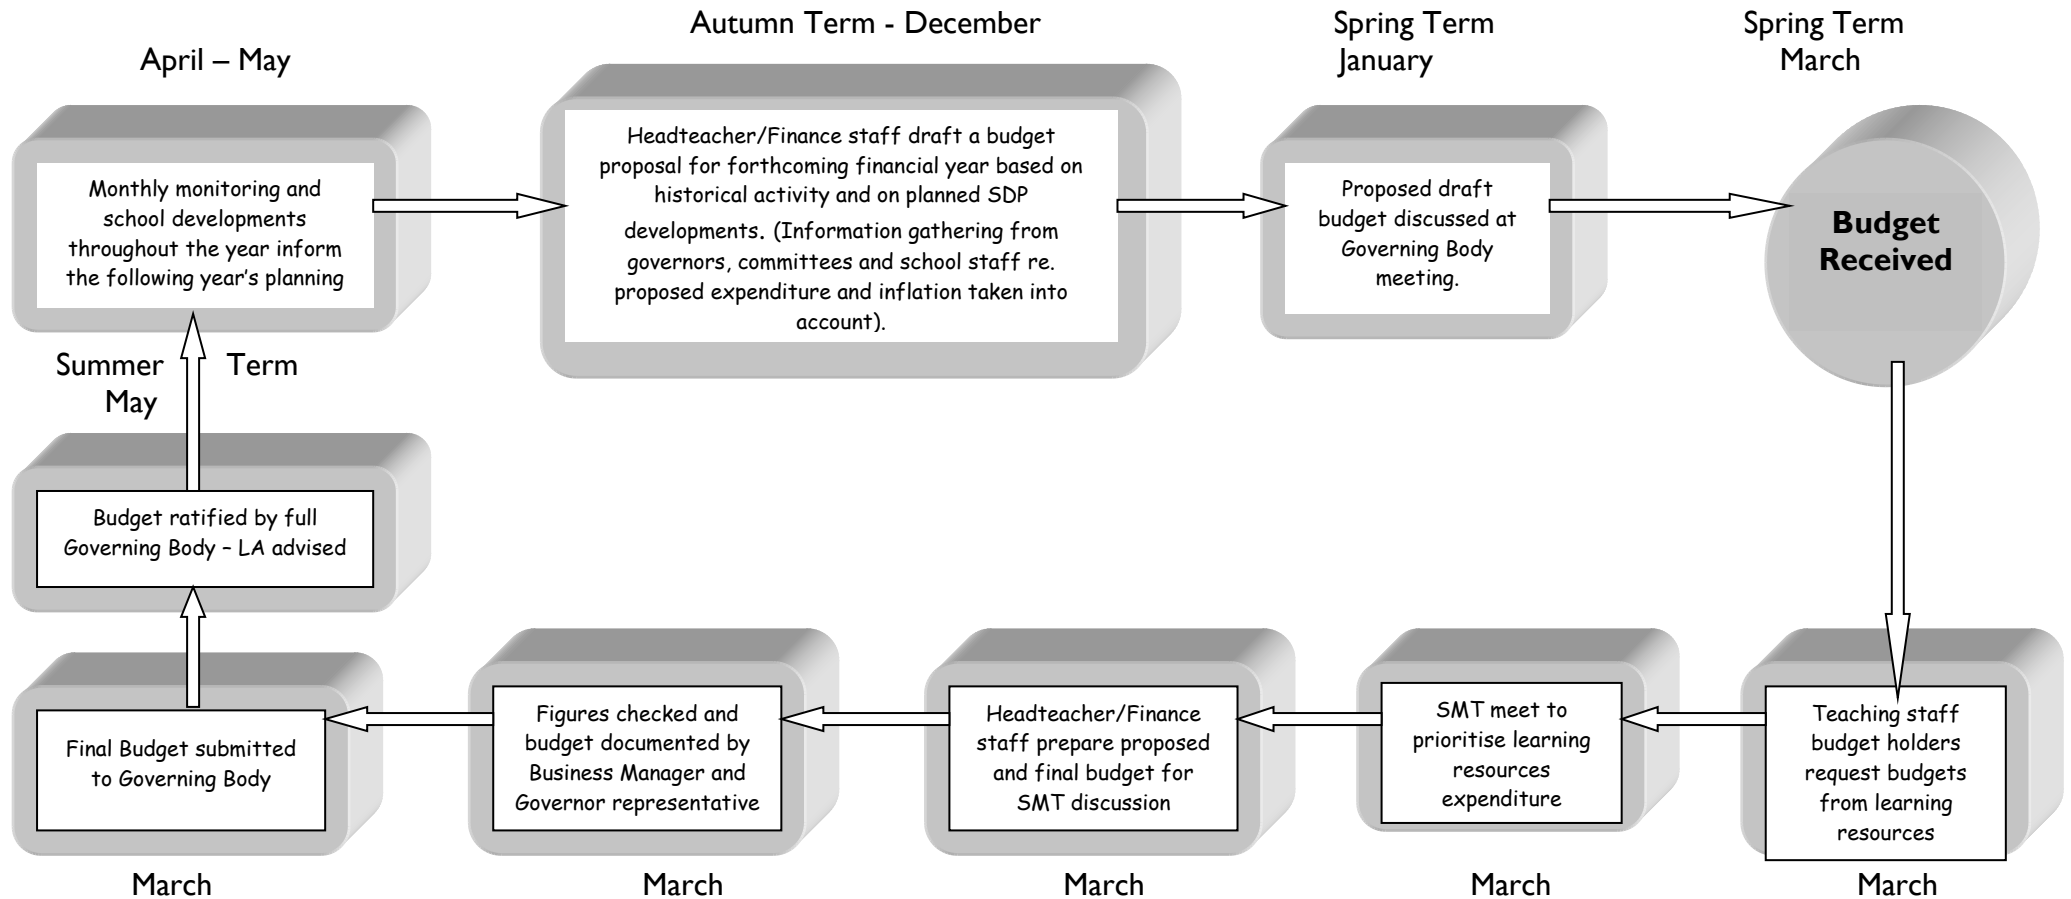 April – May
Autumn Term - December
Spring Term
January
Spring Term
March
Monthly monitoring and
school developments
throughout the year inform
the following year's planning
Headteacher/Finance staff draft a budget
proposal for forthcoming financial year based on
historical activity and on planned SDP
developments. (Information gathering from
governors, committees and school staff re.
proposed expenditure and inflation taken into
account).
Proposed draft
budget discussed at
Governing Body
meeting.
Budget
Received
Summer Term
May
Budget ratified by full
Governing Body – LA advised
Final Budget submitted
to Governing Body
Figures checked and
budget documented by
Business Manager and
Governor representative
Headteacher/Finance
staff prepare proposed
and final budget for
SMT discussion
SMT meet to
prioritise learning
resources
expenditure
Teaching staff
budget holders
request budgets
from learning
resources
March
March
March
March
March